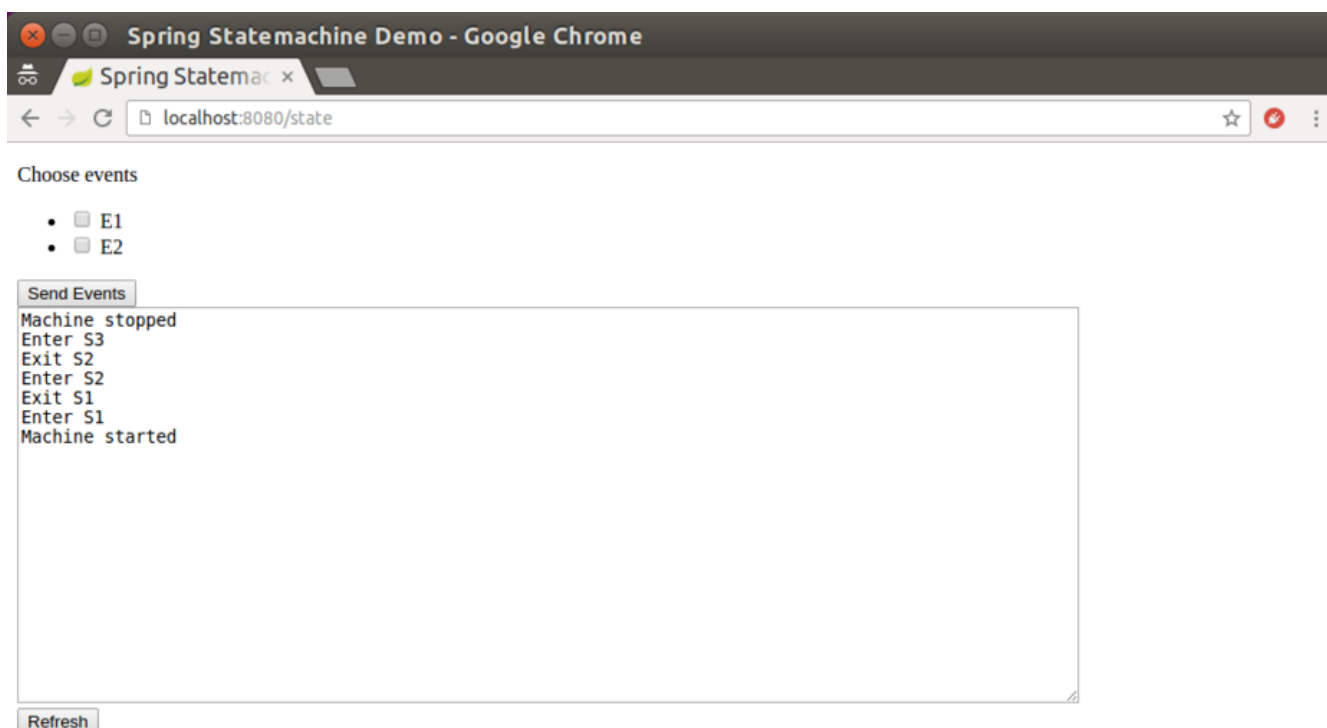 Spring Statemachine Demo - Google Chrome
Spring Statemac
localhost:8080/state
Choose events
E1
E2
Send Events
Machine stopped
Enter S3
Exit S2
Enter S2
Exit S1
Enter S1
Machine started
Refresh